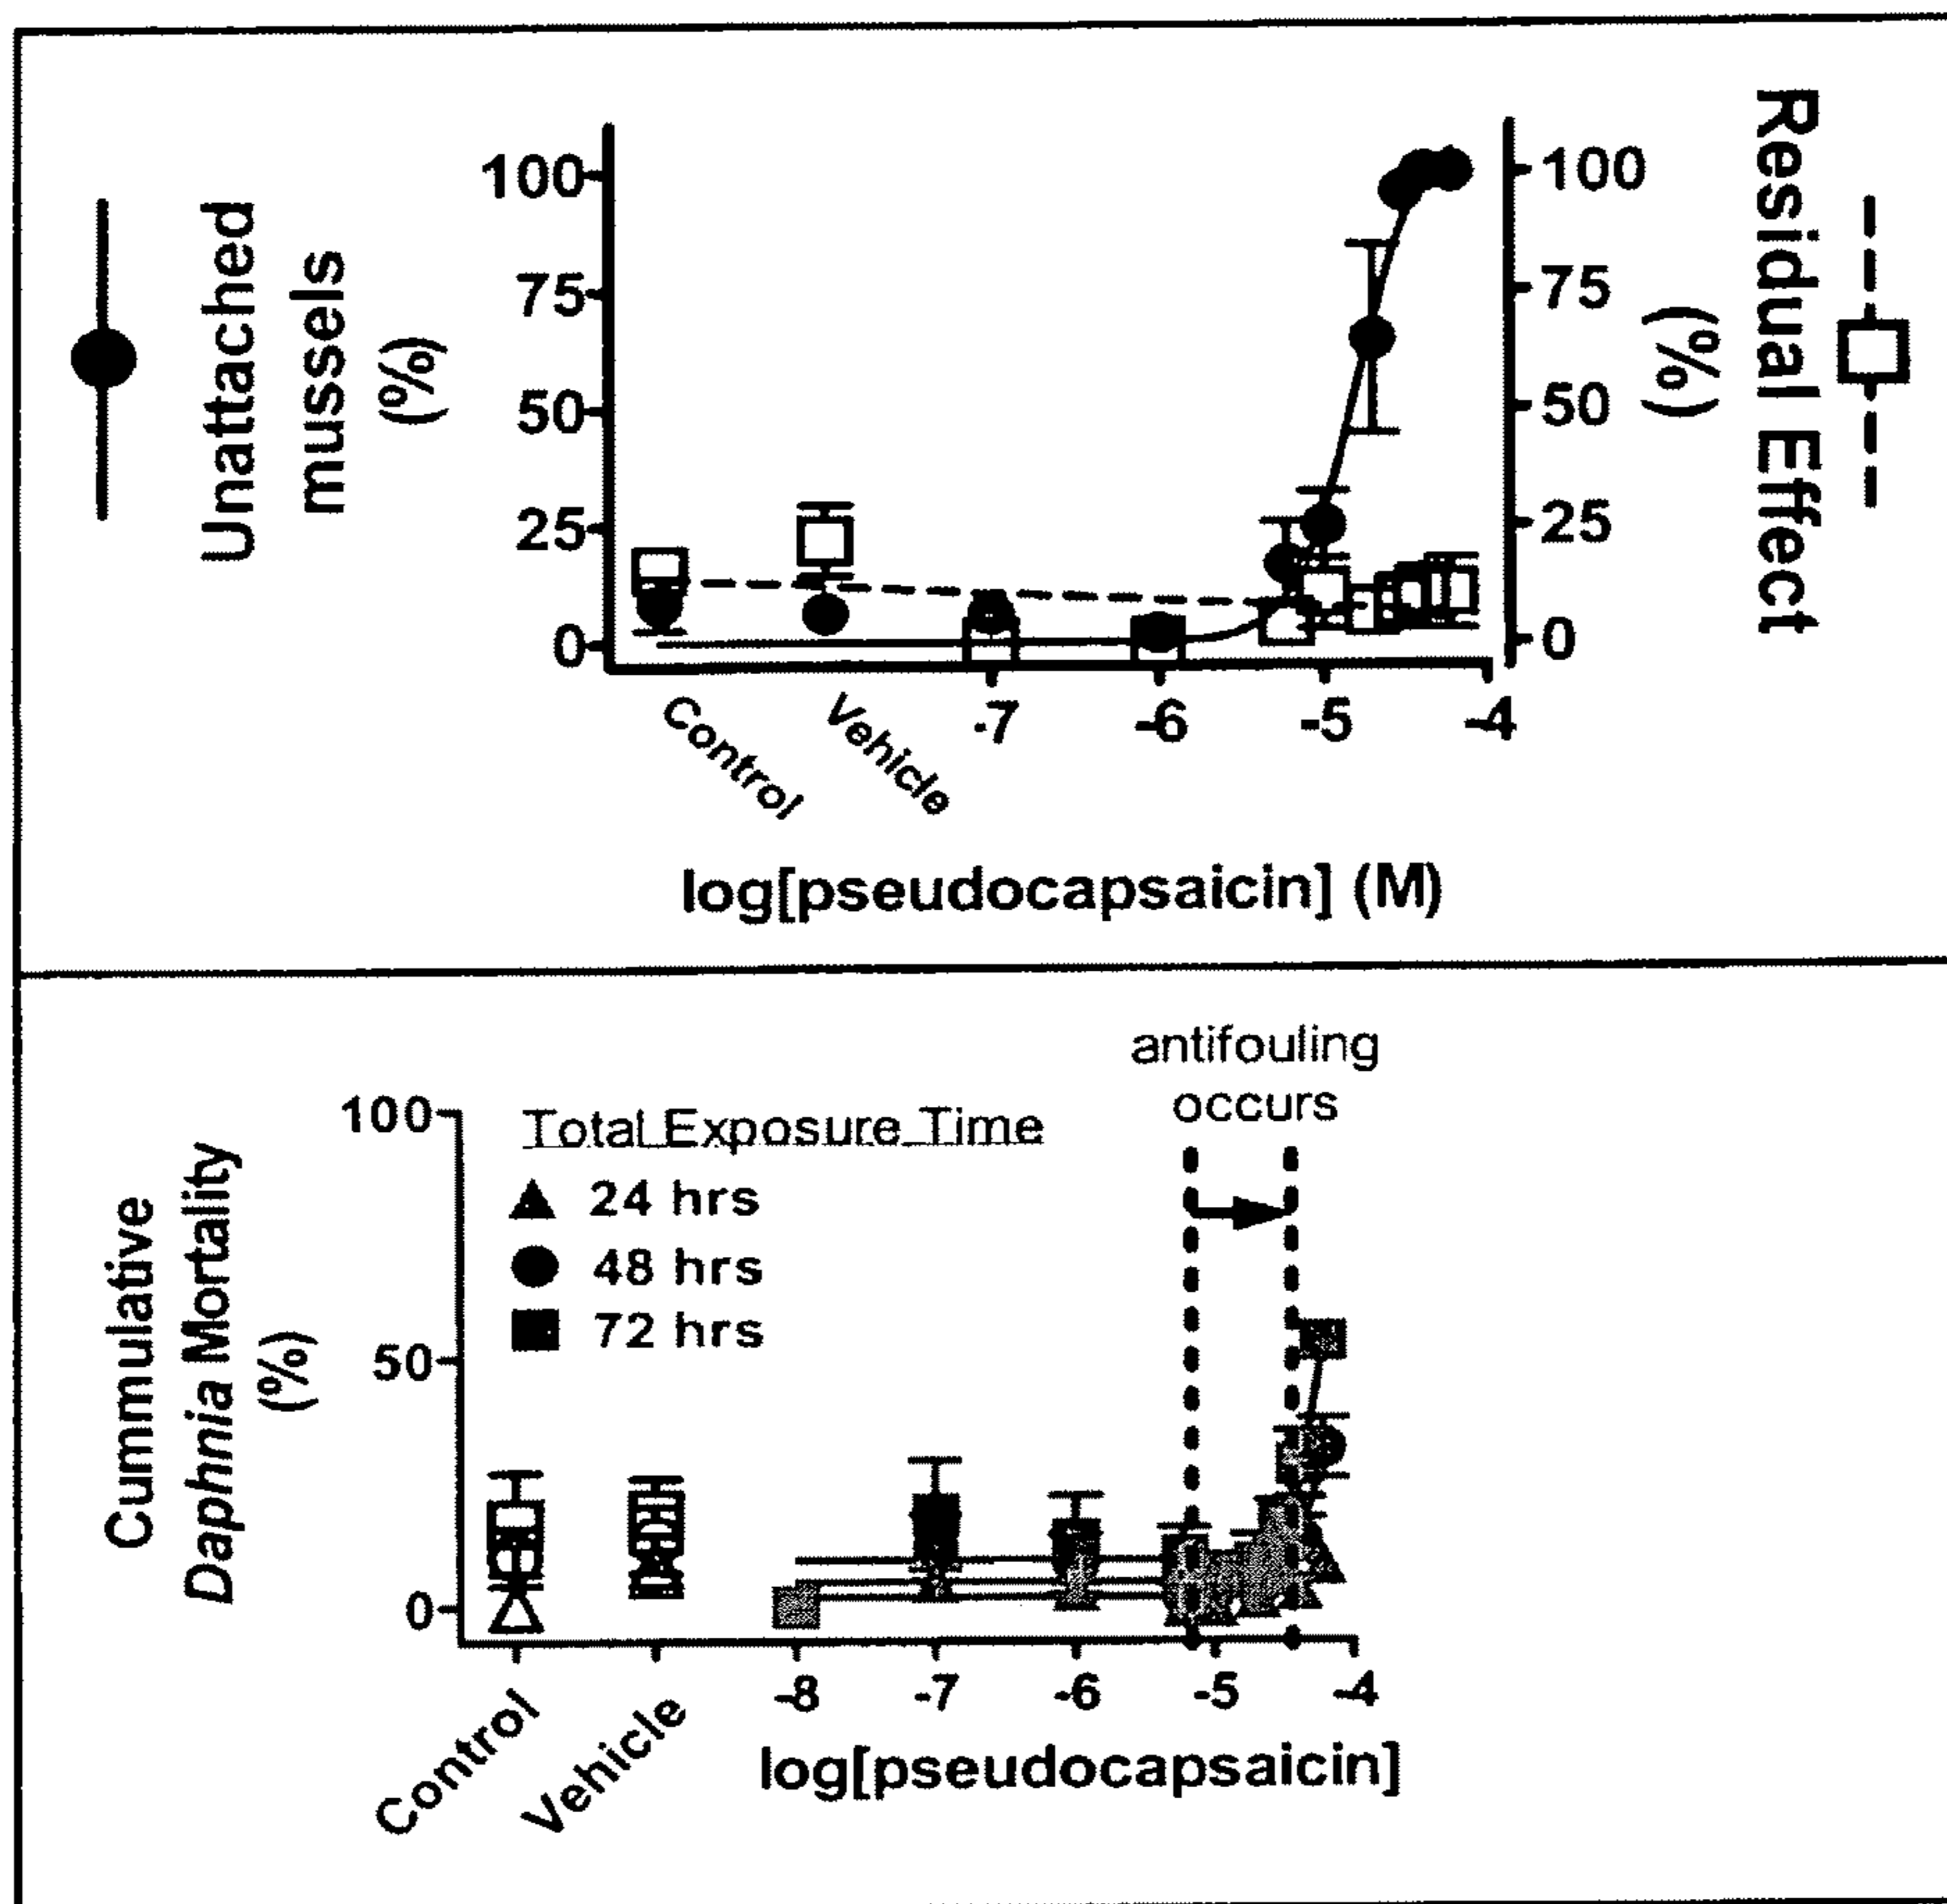 Unattached
mussels
(%)
100
75
50
25
0
100
75
50
25
0
Residual Effect
(%)
Control
Vehicle
-7
-6
-5
-4
log[pseudocapsaicin] (M)
antifouling
occurs
Cummulative
Daphnia Mortality
(%)
100
50
0
Total Exposure Time
24 hrs
48 hrs
72 hrs
Control
Vehicle
-8
-7
-6
-5
-4
log[pseudocapsaicin]